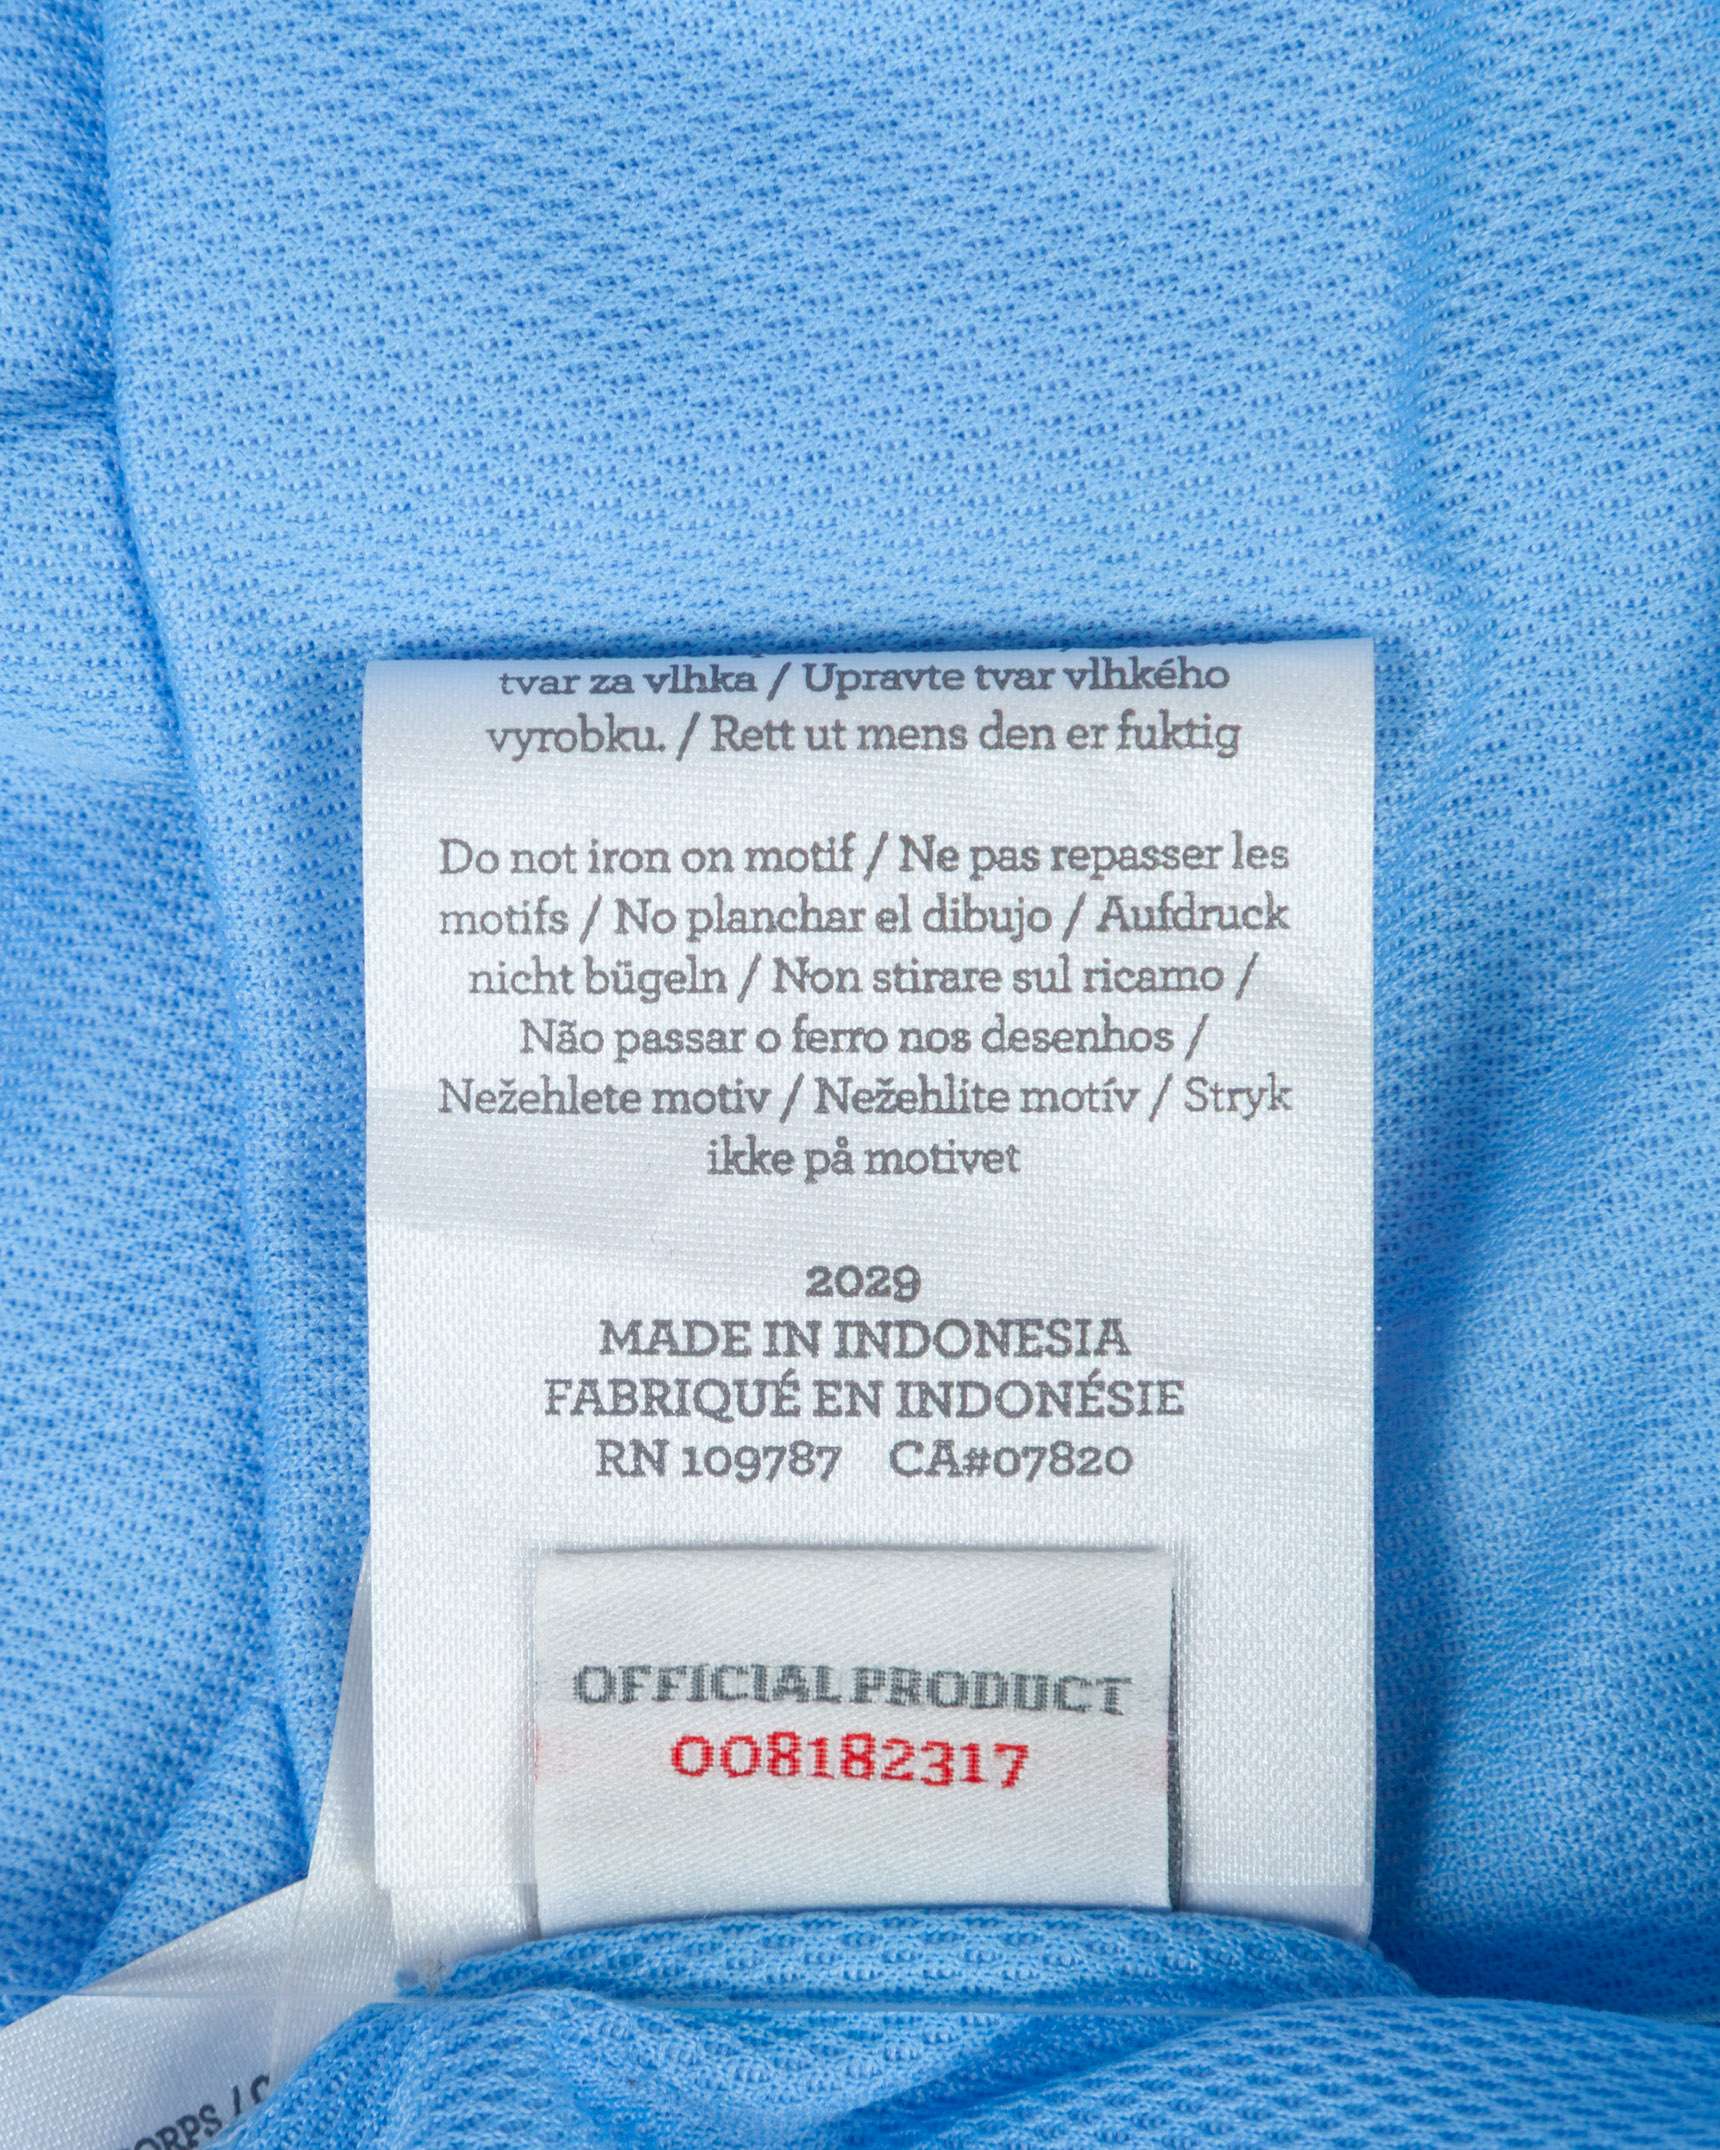 tvar za vlhka / Upravte tvar vlhkého
vyrobku. / Rett ut mens den er fuktig
Do not iron on motif / Ne pas repasser les
motifs / No planchar el dibujo / Aufdruck
nicht bügeln / Non stirare sul ricamo /
Não passar o ferro nos desenhos /
Nežehlete motiv / Nežehlite motív / Stryk
ikke på motivet
2029
MADE IN INDONESIA
FABRIQUÉ EN INDONÉSIE
RN 109787 CA#07820
OFFICIAL PRODUCT
008182317